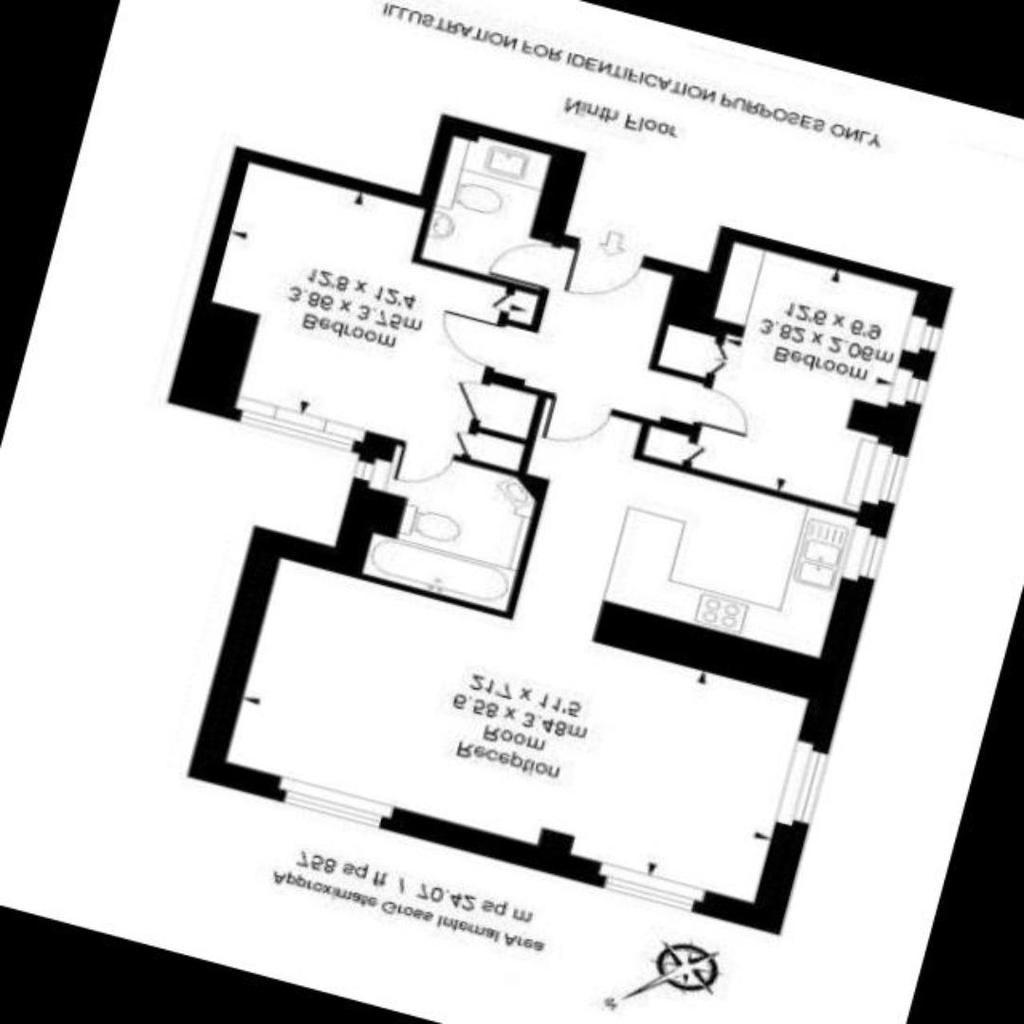 Approximate Gross Internal Area
758 sq ft / 70.42 sq m
Reception
Room
6.58 x 3.48m
21'7 x 11'5
Bedroom
3.86 x 3.75m
12'8 x 12'4
Bedroom
3.82 x 2.06m
12'6 x 6'9
Ninth Floor
ILLUSTRATION FOR IDENTIFICATION PURPOSES ONLY